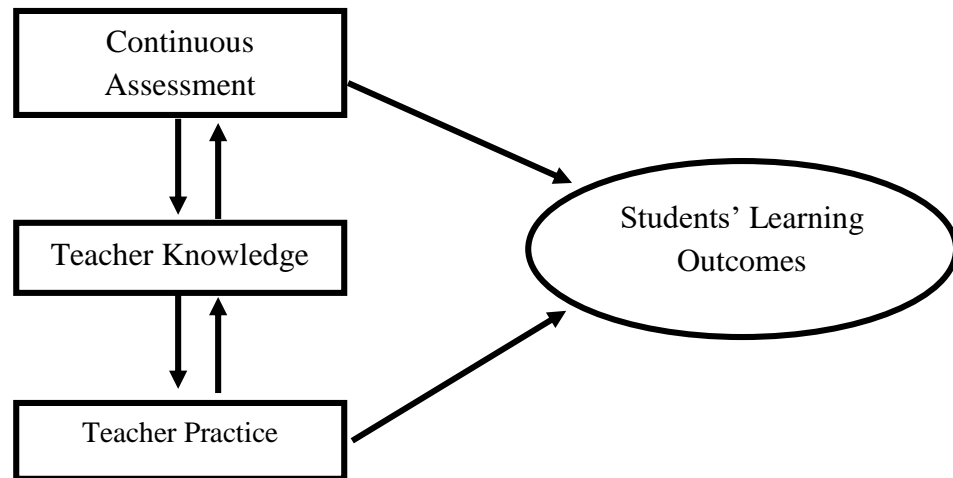 Continuous
Assessment
Teacher Knowledge
Students’ Learning
Outcomes
Teacher Practice